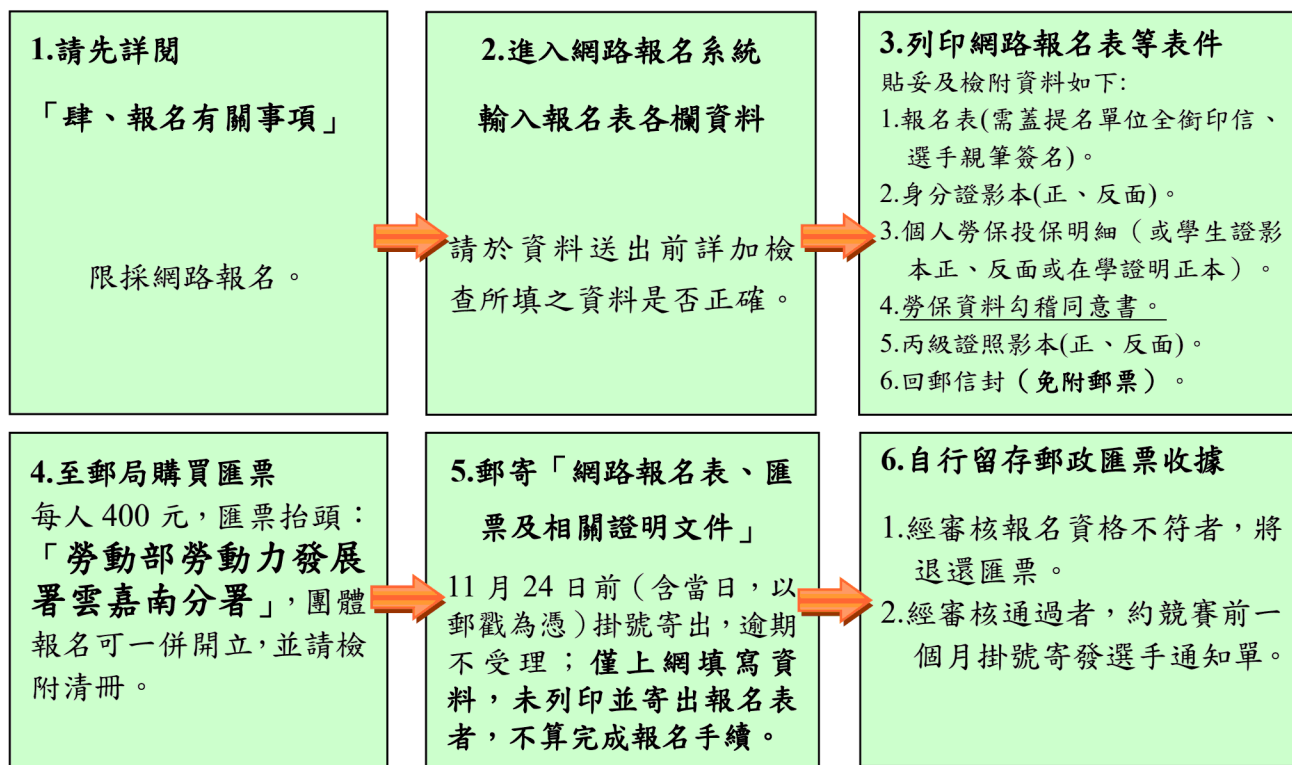 1.請先詳閱
「肆、報名有關事項」
限採網路報名。
2.進入網路報名系統
輸入報名表各欄資料
請於資料送出前詳加檢
查所填之資料是否正確。
3.列印網路報名表等表件
貼妥及檢附資料如下:
1.報名表(需蓋提名單位全銜印信、
選手親筆簽名)。
2.身分證影本(正、反面)。
3.個人勞保投保明細（或學生證影
本正、反面或在學證明正本）。
4.勞保資料勾稽同意書。
5.丙級證照影本(正、反面)。
6.回郵信封（免附郵票）。
4.至郵局購買匯票
每人 400 元，匯票抬頭：
「勞動部勞動力發展
署雲嘉南分署」，團體
報名可一併開立，並請檢
附清冊。
5.郵寄「網路報名表、匯
票及相關證明文件」
11 月 24 日前（含當日，以
郵戳為憑）掛號寄出，逾期
不受理；僅上網填寫資
料，未列印並寄出報名表
者，不算完成報名手續。
6.自行留存郵政匯票收據
1.經審核報名資格不符者，將
退還匯票。
2.經審核通過者，約競賽前一
個月掛號寄發選手通知單。